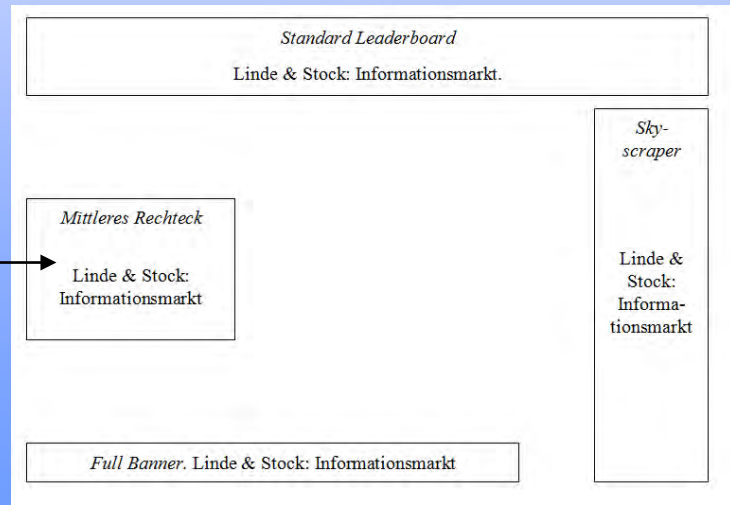 Standard Leaderboard
Linde & Stock: Informationsmarkt.
Sky-
scraper
Linde &
Stock:
Informa-
tionsmarkt
Mittleres Rechteck
Linde & Stock:
Informationsmarkt
Full Banner. Linde & Stock: Informationsmarkt